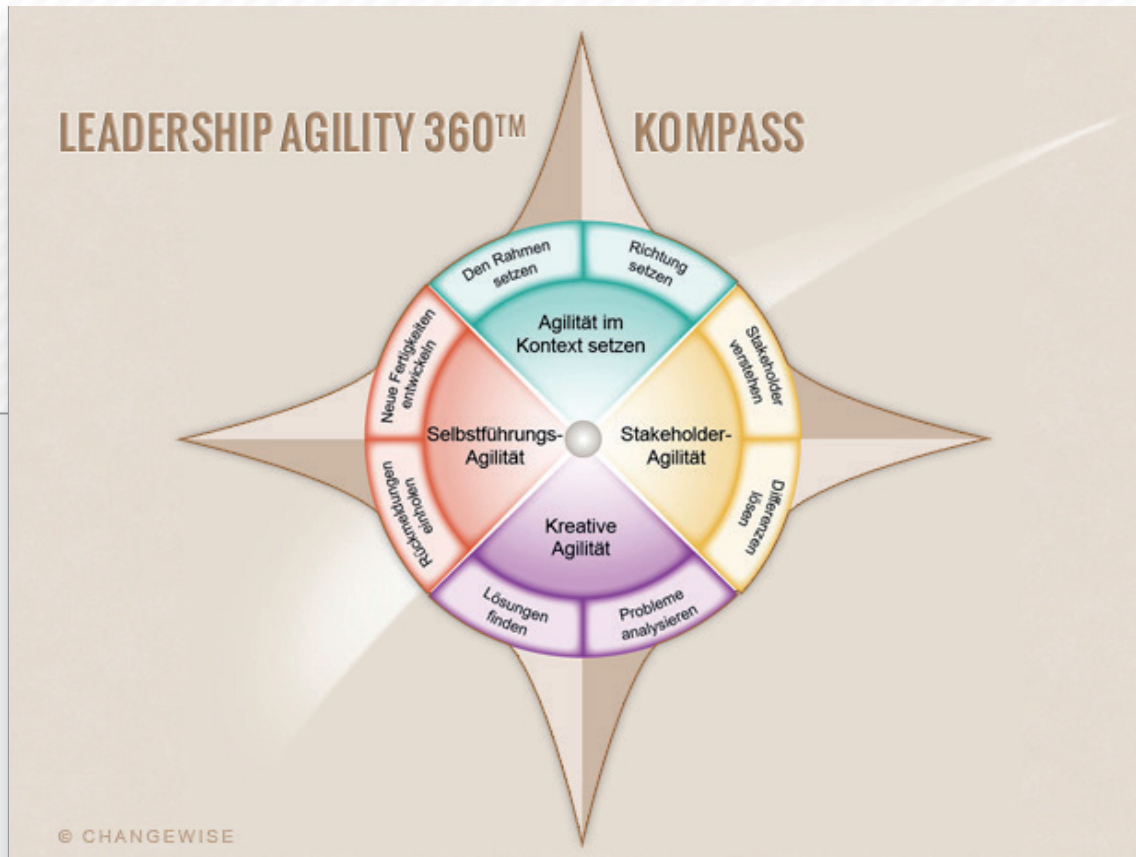 LEADERSHIP AGILITY 360™ KOMPASS
Den Rahmen
setzen
Richtung
setzen
Agilität im
Kontext setzen
Neue Fertigkeiten
entwickeln
Stakeholder
verstehen
Selbstführungs-
Agilität
Stakeholder-
Agilität
Rückmeldungen
einholen
Differenzen
lösen
Kreative
Agilität
Lösungen
finden
Probleme
analysieren
© CHANGEWISE